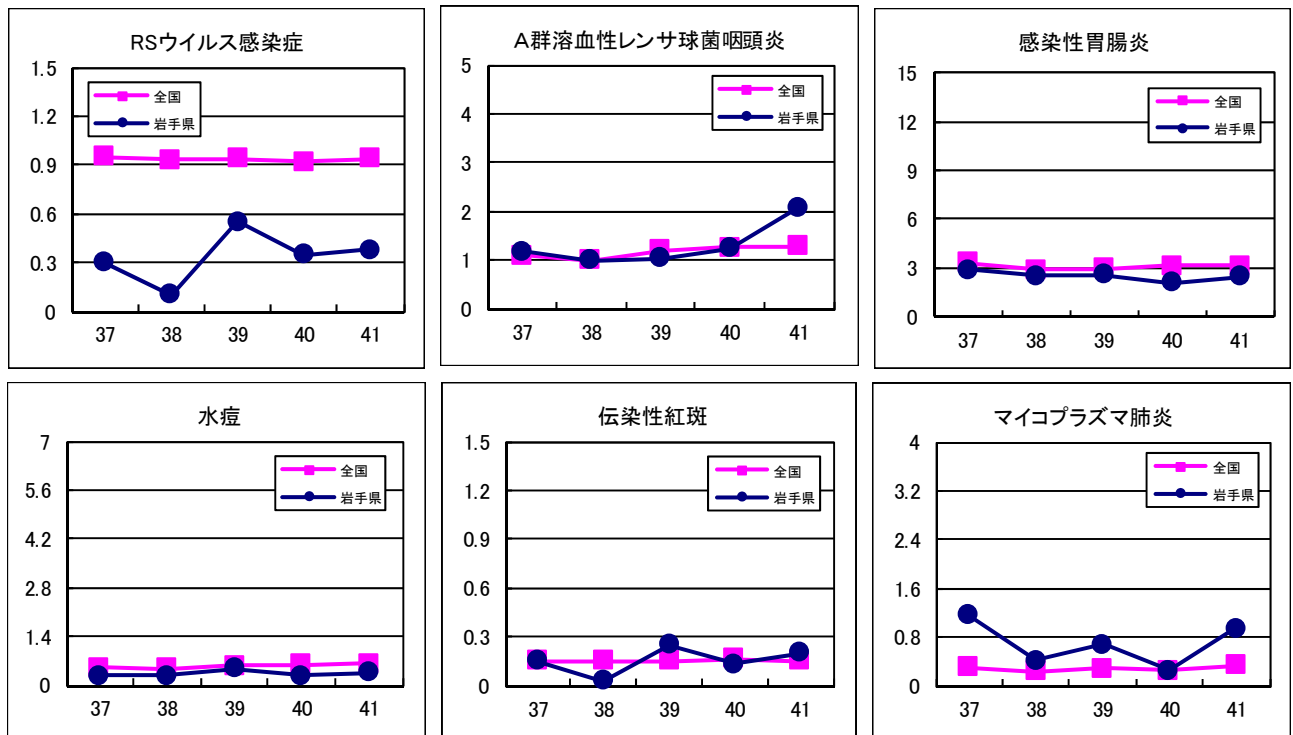 RSウイルス感染症
1.5
1.2
0.9
0.6
0.3
0
全国
岩手県
37 38 39 40 41
A群溶血性レンサ球菌咽頭炎
5
4
3
2
1
0
全国
岩手県
37 38 39 40 41
感染性胃腸炎
15
12
9
6
3
0
全国
岩手県
37 38 39 40 41
水痘
7
5.6
4.2
2.8
1.4
0
全国
岩手県
37 38 39 40 41
伝染性紅斑
1.5
1.2
0.9
0.6
0.3
0
全国
岩手県
37 38 39 40 41
マイコプラズマ肺炎
4
3.2
2.4
1.6
0.8
0
全国
岩手県
37 38 39 40 41